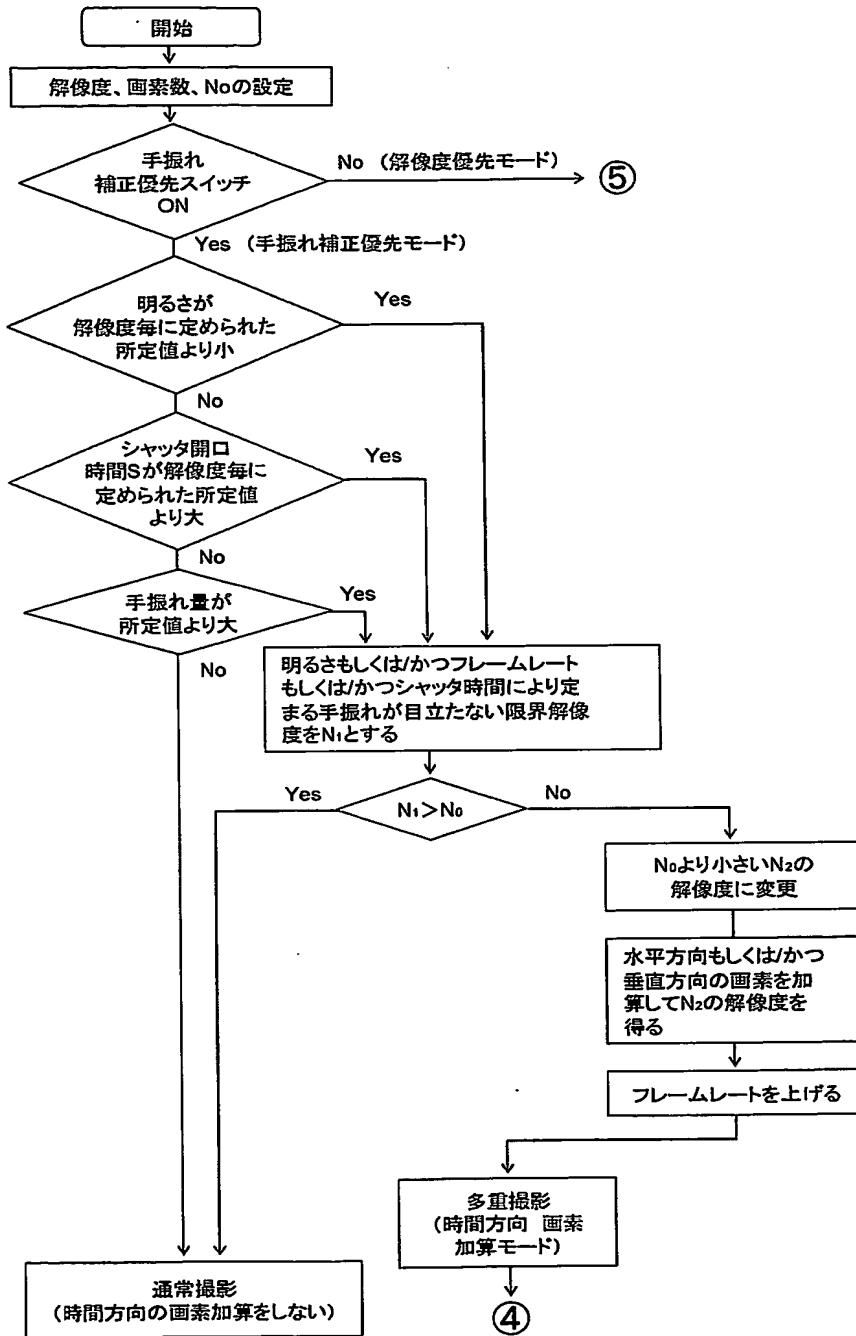 開始
解像度、画素数、Noの設定
手振れ
補正優先スイッチ
ON
No (解像度優先モード)
⑤
Yes (手振れ補正優先モード)
明るさが
解像度毎に定められた
所定値より小
Yes
No
シャッタ開口
時間Sが解像度毎に
定められた所定値
より大
Yes
No
手振れ量が
所定値より大
Yes
No
明るさもしくは/かつフレームレート
もしくは/かつシャッタ時間により定
まる手振れが目立たない限界解像
度をN₁とする
N₁>N₀
Yes
No
N₀より小さいN₂の
解像度に変更
水平方向もしくは/かつ
垂直方向の画素を加
算してN₂の解像度を
得る
フレームレートを上げる
多重撮影
(時間方向 画素
加算モード)
④
通常撮影
(時間方向の画素加算をしない)